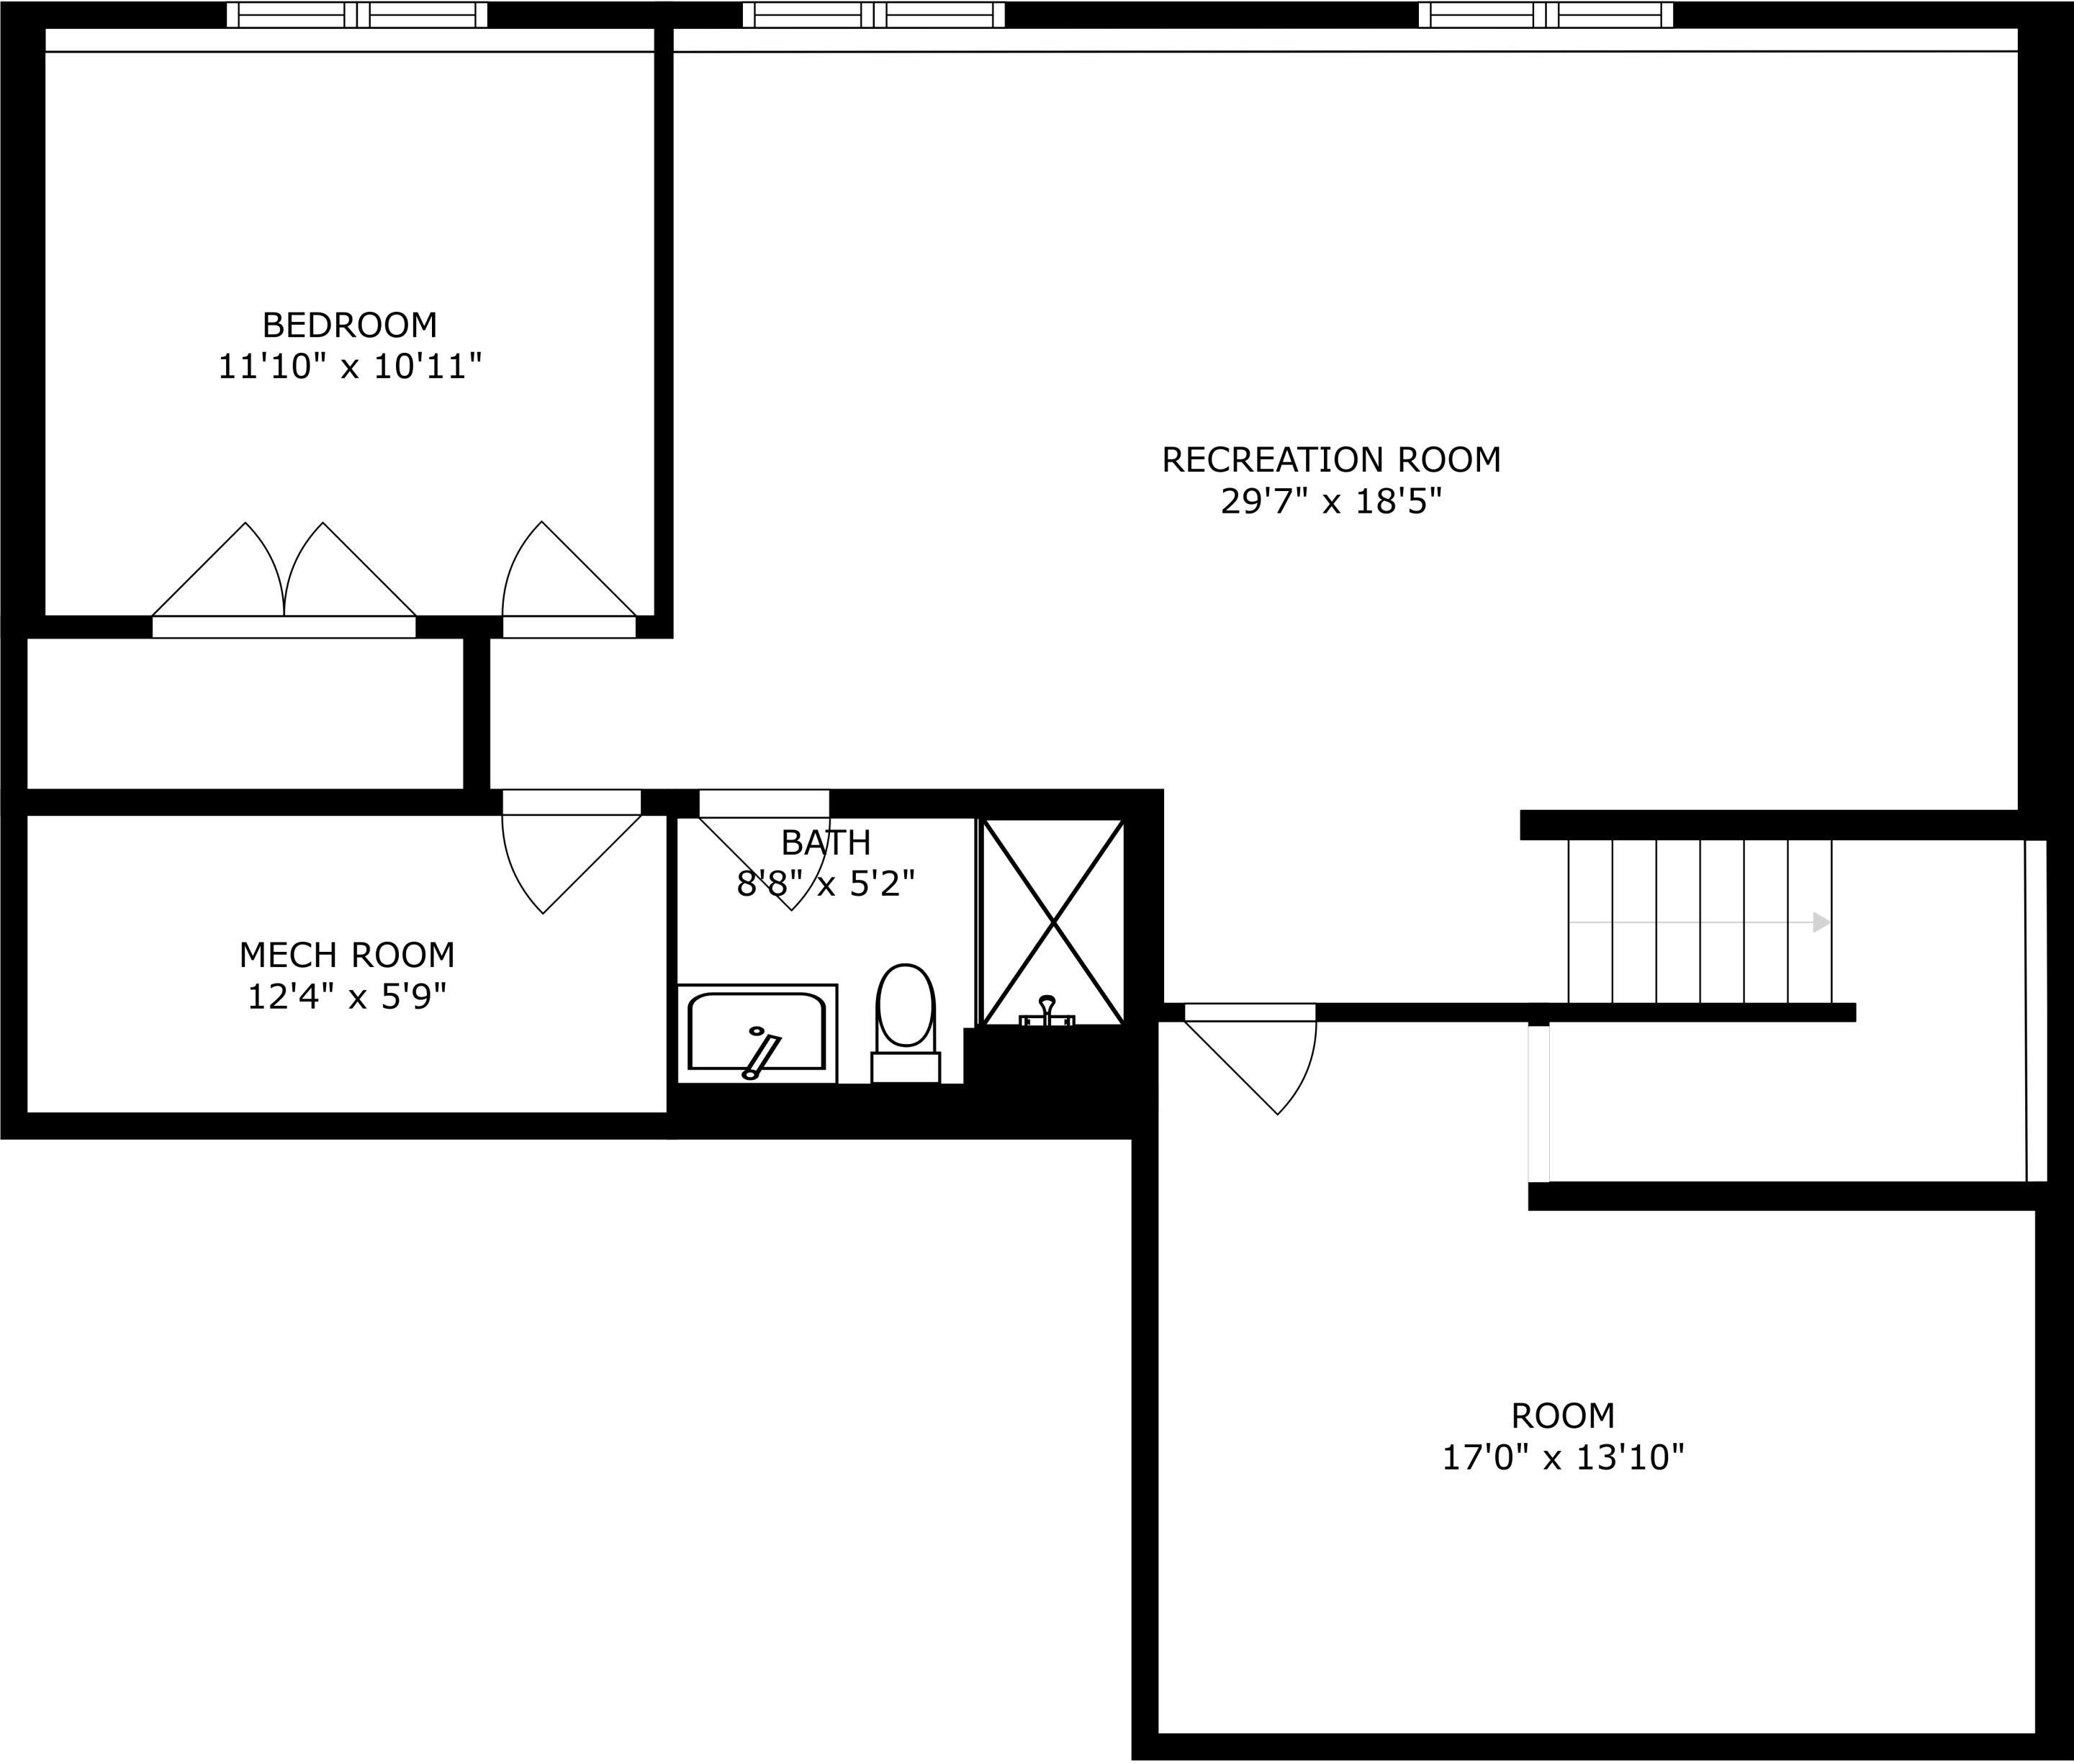 BEDROOM
11'10" x 10'11"
RECREATION ROOM
29'7" x 18'5"
BATH
8'8" x 5'2"
MECH ROOM
12'4" x 5'9"
ROOM
17'0" x 13'10"